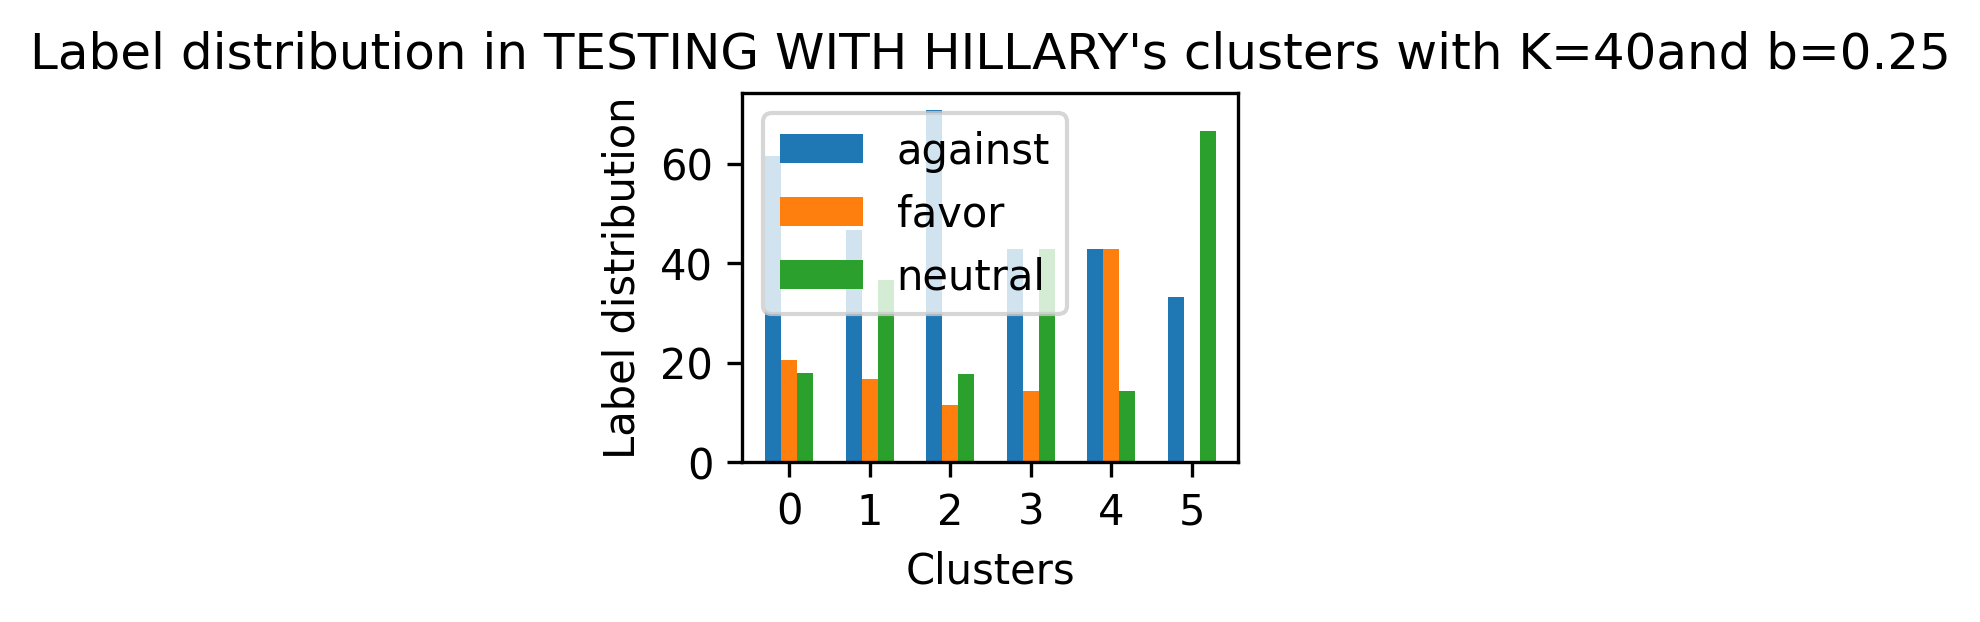 Label distribution in TESTING WITH HILLARY's clusters with K=40and b=0.25
Label distribution
60
40
20
0
against
favor
neutral
0 1 2 3 4 5
Clusters